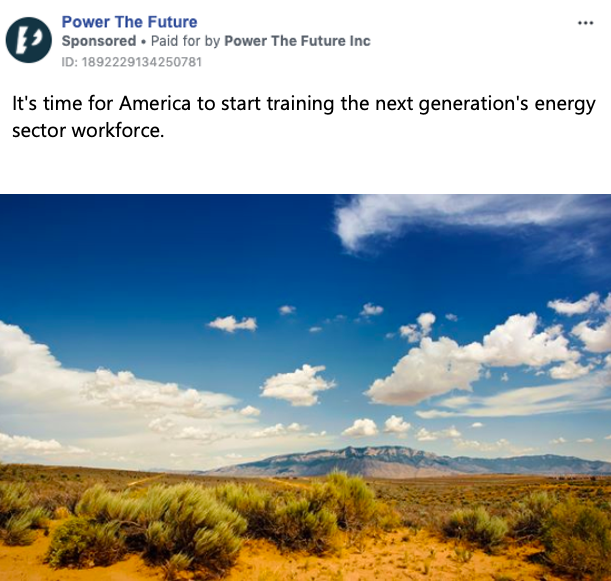 Power The Future
Sponsored • Paid for by Power The Future Inc
ID: 1892229134250781
It's time for America to start training the next generation's energy
sector workforce.